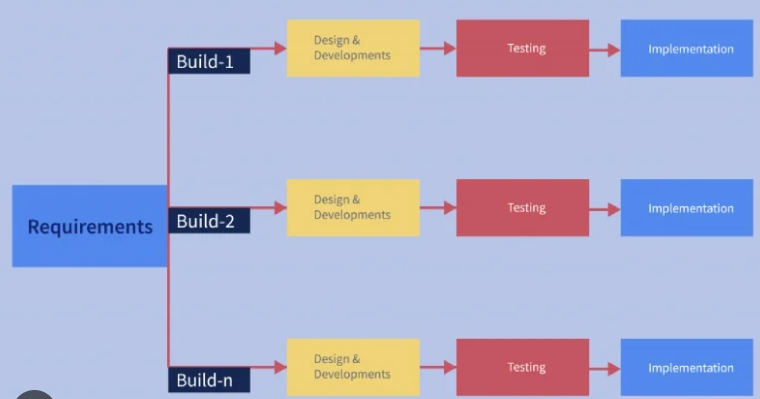 Build-1
Design &
Developments
Testing
Implementation
Requirements
Build-2
Design &
Developments
Testing
Implementation
Build-n
Design &
Developments
Testing
Implementation